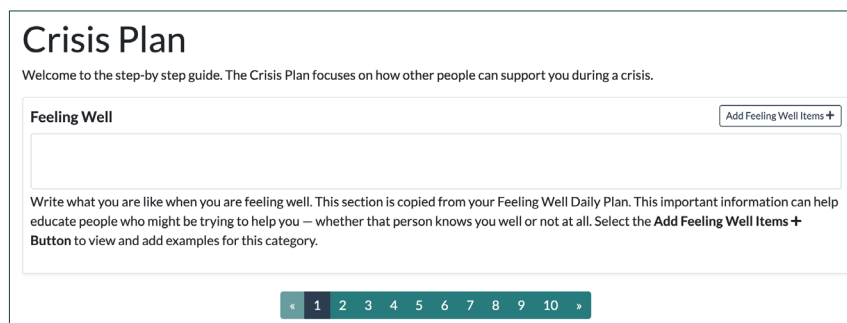 Crisis Plan
Welcome to the step-by step guide. The Crisis Plan focuses on how other people can support you during a crisis.
Feeling Well
Add Feeling Well Items +
Write what you are like when you are feeling well. This section is copied from your Feeling Well Daily Plan. This important information can help
educate people who might be trying to help you — whether that person knows you well or not at all. Select the Add Feeling Well Items +
Button to view and add examples for this category.
« 1 2 3 4 5 6 7 8 9 10 »